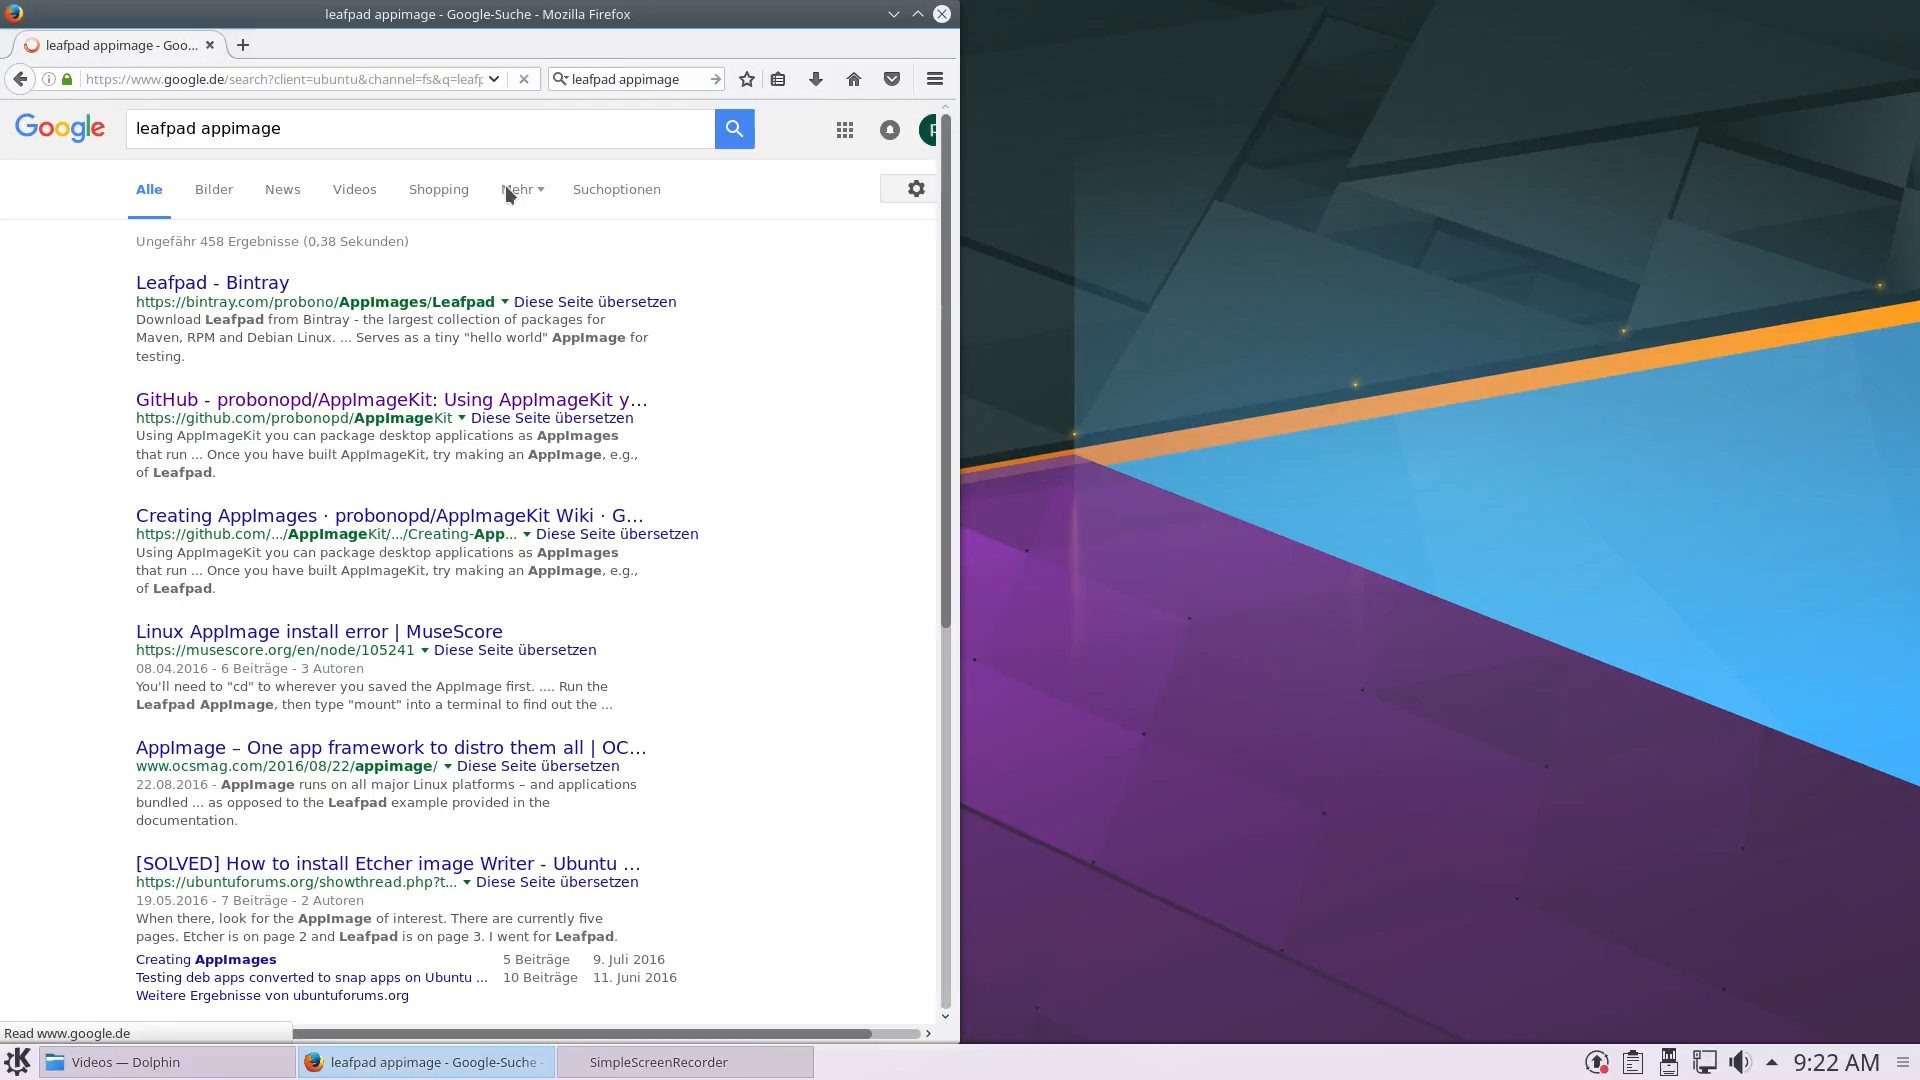 leafpad appimage - Google-Suche - Mozilla Firefox
leafpad appimage - Goo...
https://www.google.de/search?client=ubuntu&channel=fs&q=leafp
leafpad appimage
Google
leafpad appimage
Alle Bilder News Videos Shopping Mehr Suchoptionen
Ungefähr 458 Ergebnisse (0,38 Sekunden)
Leafpad - Bintray
https://bintray.com/probono/AppImages/Leafpad Diese Seite übersetzen
Download Leafpad from Bintray - the largest collection of packages for
Maven, RPM and Debian Linux. ... Serves as a tiny "hello world" AppImage for
testing.
GitHub - probonopd/AppImageKit: Using AppImageKit y...
https://github.com/probonopd/AppImageKit Diese Seite übersetzen
Using AppImageKit you can package desktop applications as AppImages
that run ... Once you have built AppImageKit, try making an AppImage, e.g.,
of Leafpad.
Creating AppImages · probonopd/AppImageKit Wiki · G...
https://github.com/.../AppImageKit/.../Creating-App... Diese Seite übersetzen
Using AppImageKit you can package desktop applications as AppImages
that run ... Once you have built AppImageKit, try making an AppImage, e.g.,
of Leafpad.
Linux AppImage install error | MuseScore
https://musescore.org/en/node/105241 Diese Seite übersetzen
08.04.2016 - 6 Beiträge - 3 Autoren
You'll need to "cd" to wherever you saved the AppImage first. .... Run the
Leafpad AppImage, then type "mount" into a terminal to find out the ...
AppImage – One app framework to distro them all | OC...
www.ocsmag.com/2016/08/22/appimage/ Diese Seite übersetzen
22.08.2016 - AppImage runs on all major Linux platforms – and applications
bundled ... as opposed to the Leafpad example provided in the
documentation.
[SOLVED] How to install Etcher image Writer - Ubuntu ...
https://ubuntuforums.org/showthread.php?t... Diese Seite übersetzen
19.05.2016 - 7 Beiträge - 2 Autoren
When there, look for the AppImage of interest. There are currently five
pages. Etcher is on page 2 and Leafpad is on page 3. I went for Leafpad.
Creating AppImages 5 Beiträge 9. Juli 2016
Testing deb apps converted to snap apps on Ubuntu ... 10 Beiträge 11. Juni 2016
Weitere Ergebnisse von ubuntuforums.org
Read www.google.de
Videos — Dolphin
leafpad appimage - Google-Suche -
SimpleScreenRecorder
9:22 AM